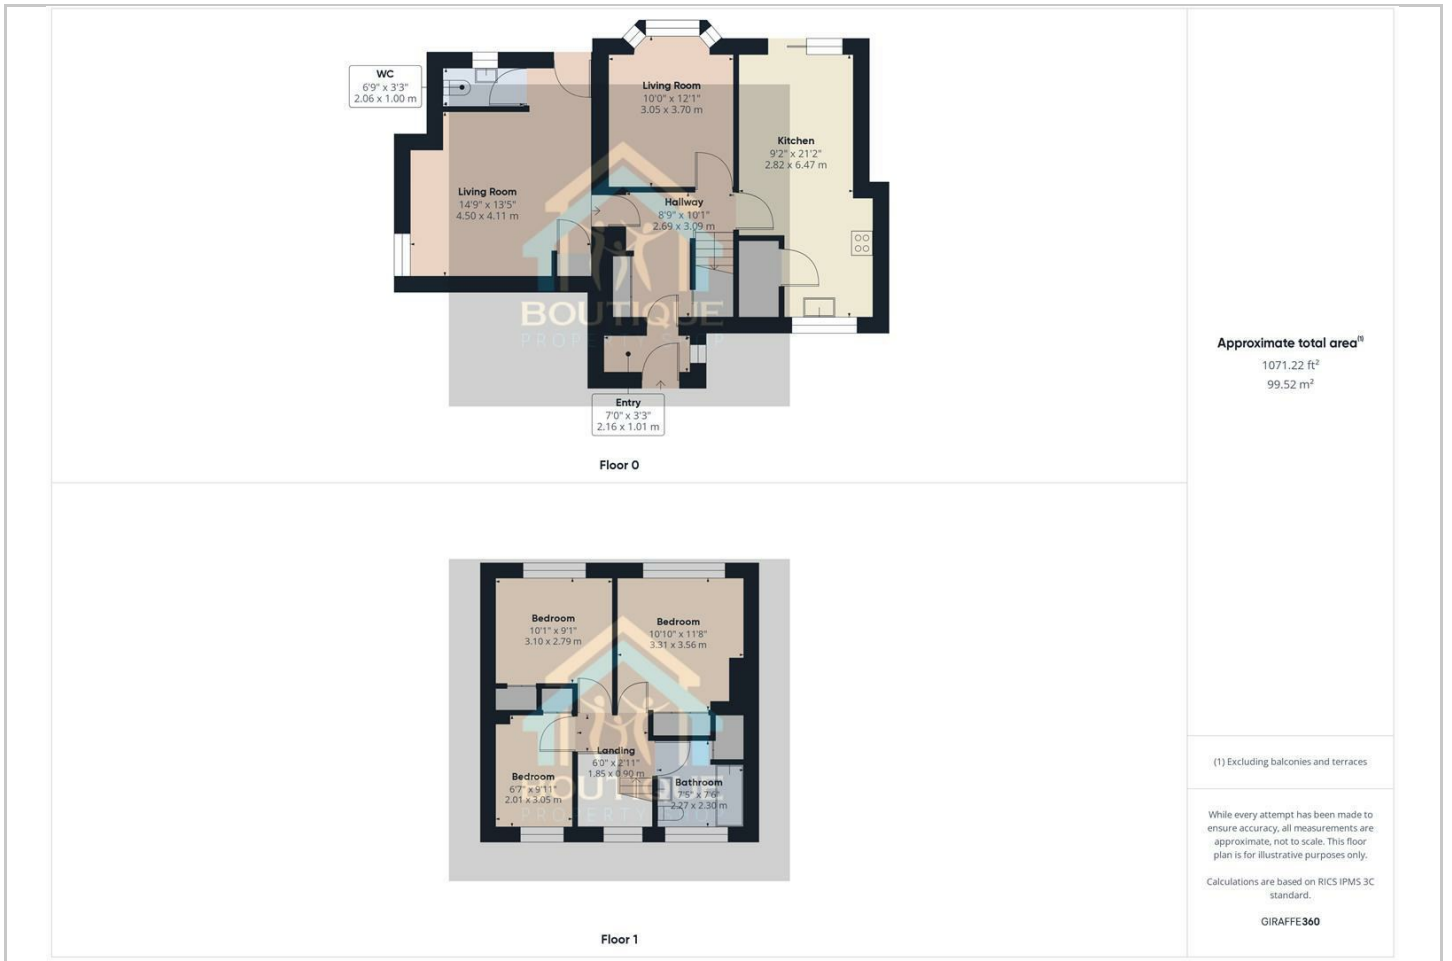 WC
6'9" x 3'3"
2.06 x 1.00 m
Living Room
10'0" x 12'1"
3.05 x 3.70 m
Kitchen
9'2" x 21'2"
2.82 x 6.47 m
Living Room
14'9" x 13'5"
4.50 x 4.11 m
Hallway
8'9" x 10'1"
2.69 x 3.09 m
BOUTIQUE
PROPERTY SHOP
Entry
7'0" x 3'3"
2.16 x 1.01 m
Floor 0
Bedroom
10'1" x 9'1"
3.10 x 2.79 m
Bedroom
10'10" x 11'8"
3.31 x 3.56 m
Landing
6'0" x 2'11"
1.85 x 0.90 m
Bedroom
6'7" x 9'11"
2.01 x 3.05 m
Bathroom
7'5" x 7'6"
2.27 x 2.30 m
BOUTIQUE
PROPERTY SHOP
Floor 1
Approximate total area(1)
1071.22 ft²
99.52 m²
(1) Excluding balconies and terraces
While every attempt has been made to
ensure accuracy, all measurements are
approximate, not to scale. This floor
plan is for illustrative purposes only.
Calculations are based on RICS IPMS 3C
standard.
GIRAFFE360